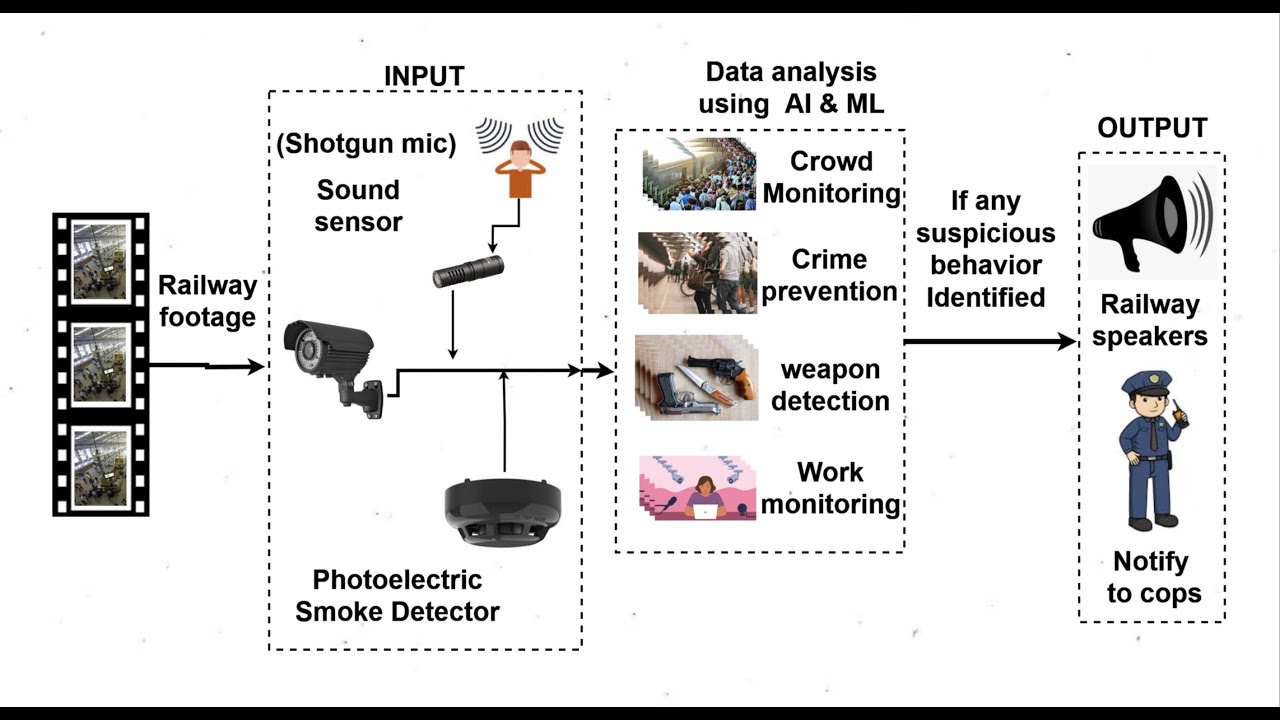 Railway
footage
INPUT
(Shotgun mic)
Sound
sensor
Photoelectric
Smoke Detector
Data analysis
using AI & ML
Crowd
Monitoring
Crime
prevention
weapon
detection
Work
monitoring
If any
suspicious
behavior
Identified
OUTPUT
Railway
speakers
Notify
to cops